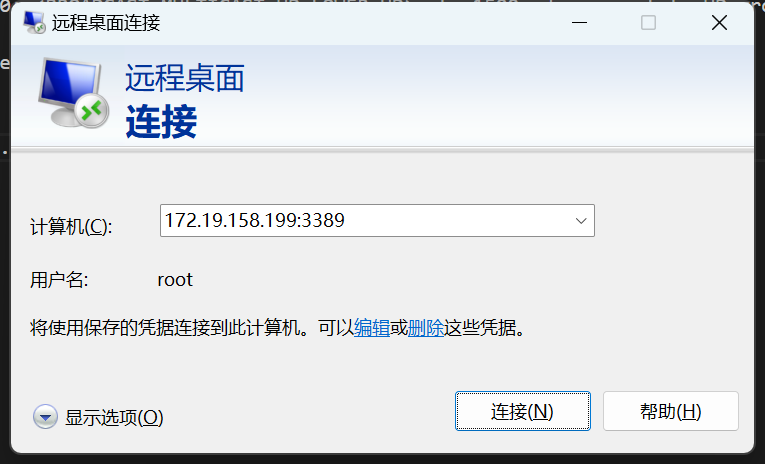 远程桌面连接
远程桌面
连接
计算机(C):
172.19.158.199:3389
用户名:
root
将使用保存的凭据连接到此计算机。可以编辑或删除这些凭据。
显示选项(O)
连接(N)
帮助(H)